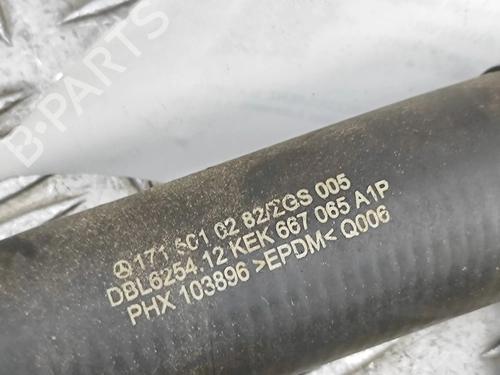 B-PARTS
171 501 02 82/ZGS 005
DBL6254.12 KEK 667 065 A1P
PHX 103896 >EPDM< Q006